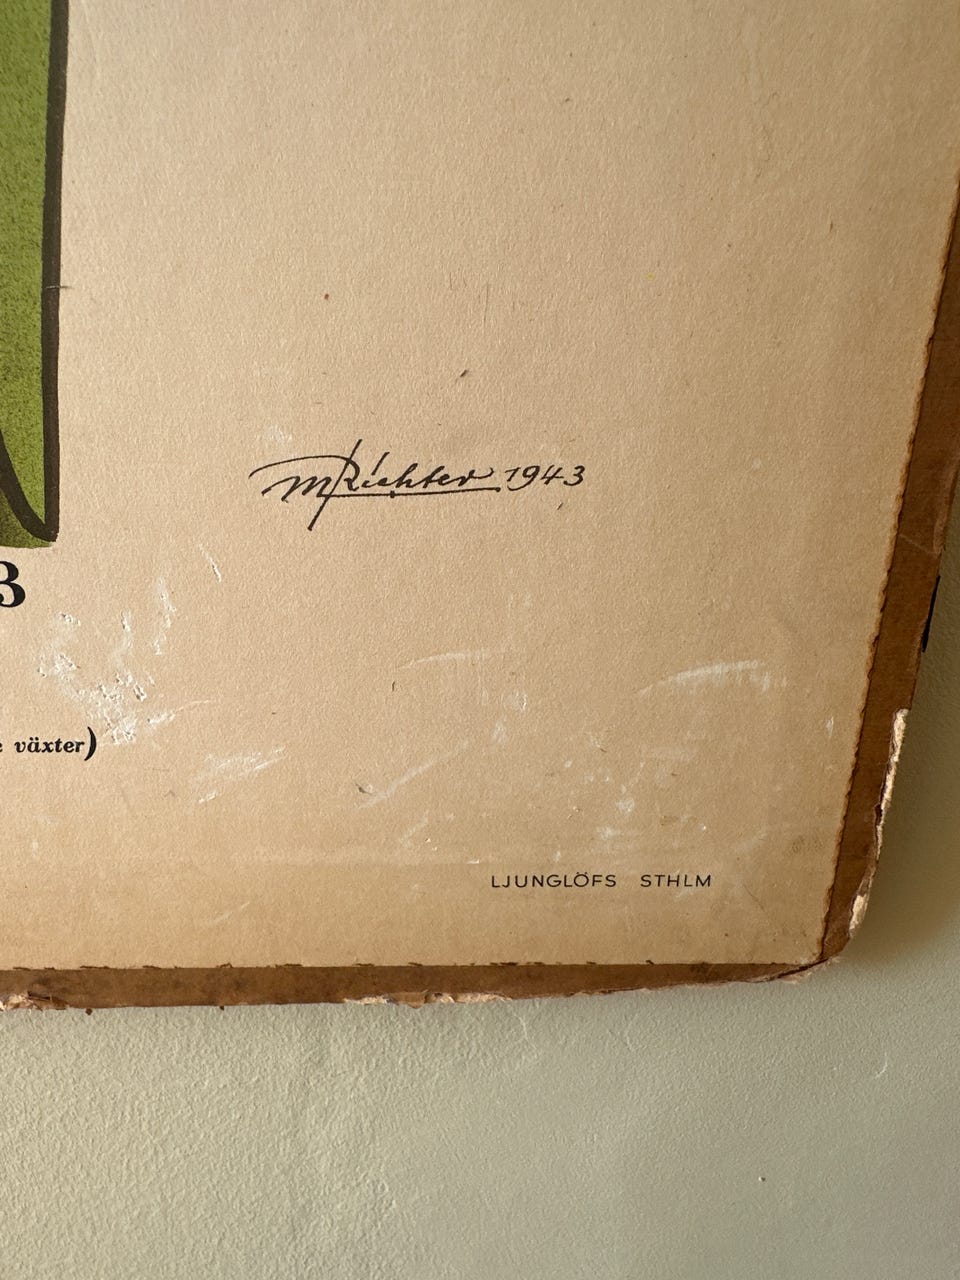 MRichter 1943
B
växter)
LJUNGLÖFS STHLM